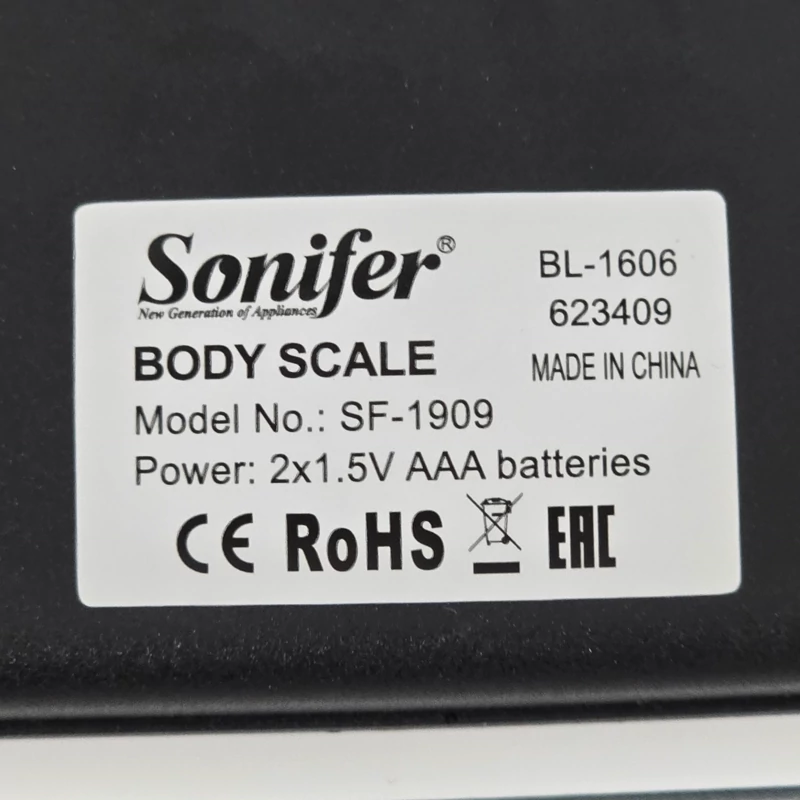 Sonifer®
New Generation of Appliances
BODY SCALE
Model No.: SF-1909
Power: 2x1.5V AAA batteries
BL-1606
623409
MADE IN CHINA
CE RoHS EAC